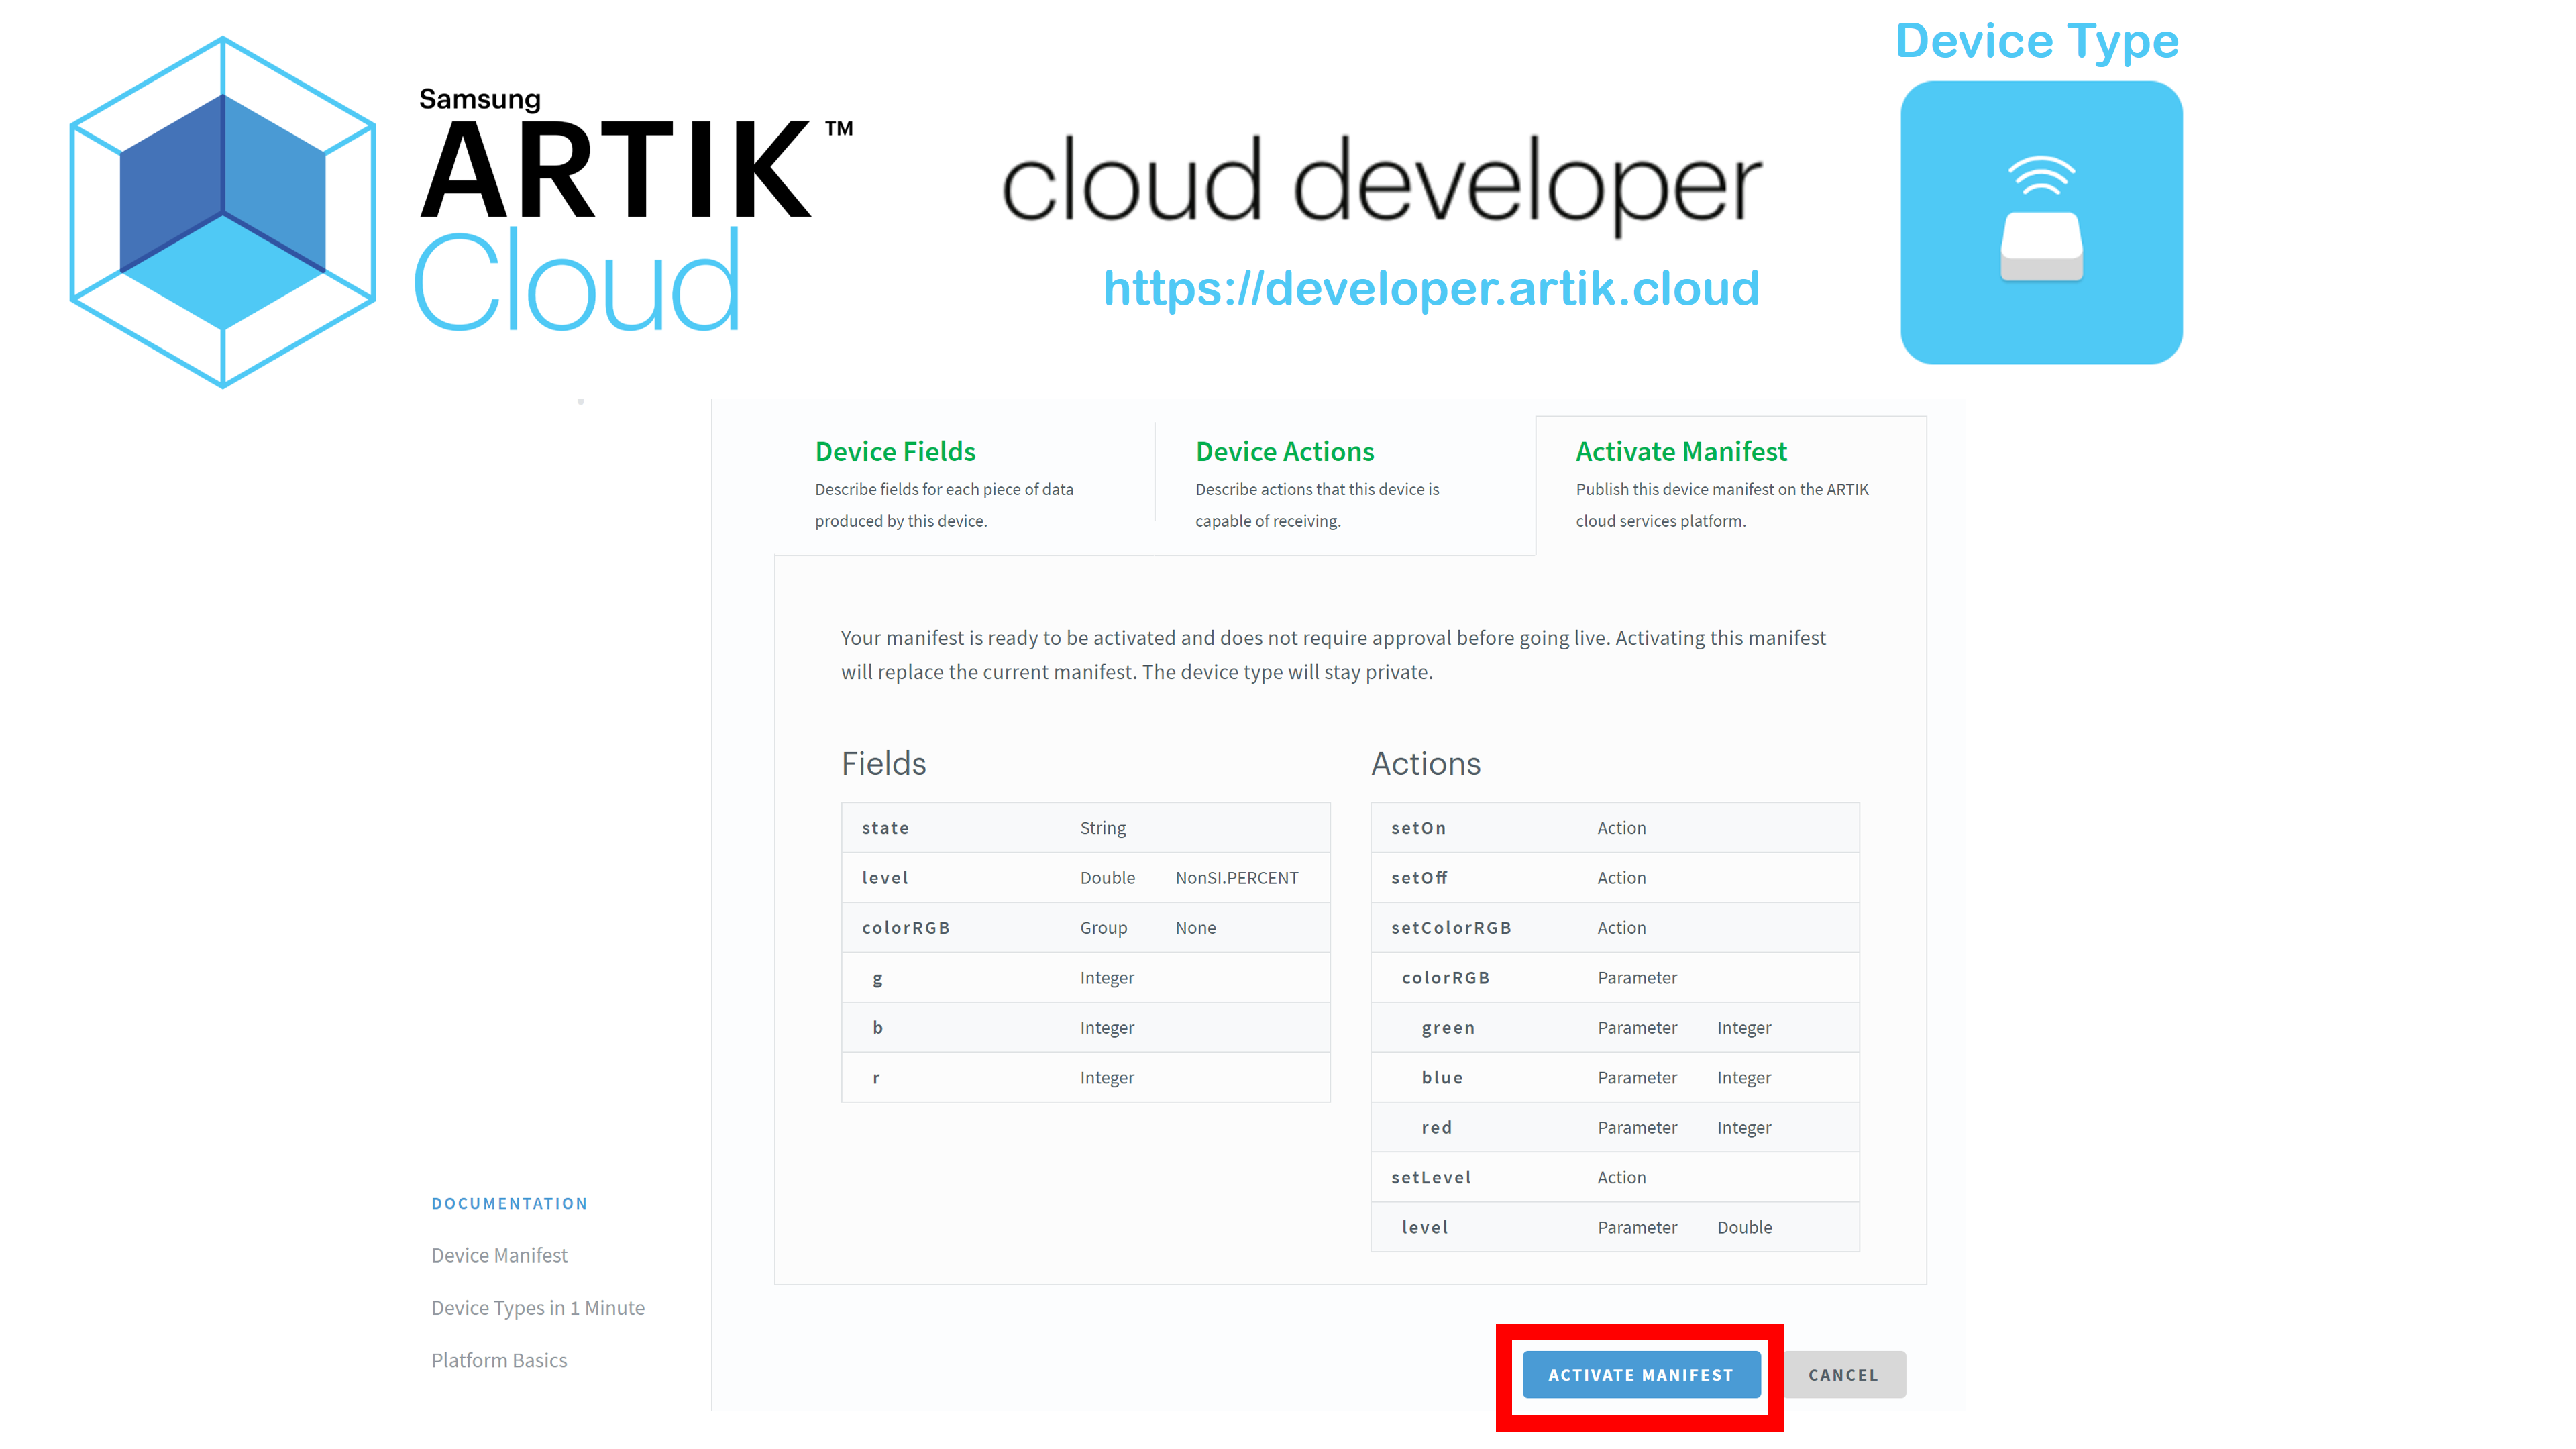 Samsung
ARTIK™
Cloud
cloud developer
https://developer.artik.cloud
Device Type
Device Fields
Describe fields for each piece of data
produced by this device.
Device Actions
Describe actions that this device is
capable of receiving.
Activate Manifest
Publish this device manifest on the ARTIK
cloud services platform.
Your manifest is ready to be activated and does not require approval before going live. Activating this manifest
will replace the current manifest. The device type will stay private.
Fields
state String
level Double NonSI.PERCENT
colorRGB Group None
g Integer
b Integer
r Integer
Actions
setOn Action
setOff Action
setColorRGB Action
colorRGB Parameter
green Parameter Integer
blue Parameter Integer
red Parameter Integer
setLevel Action
level Parameter Double
DOCUMENTATION
Device Manifest
Device Types in 1 Minute
Platform Basics
ACTIVATE MANIFEST
CANCEL